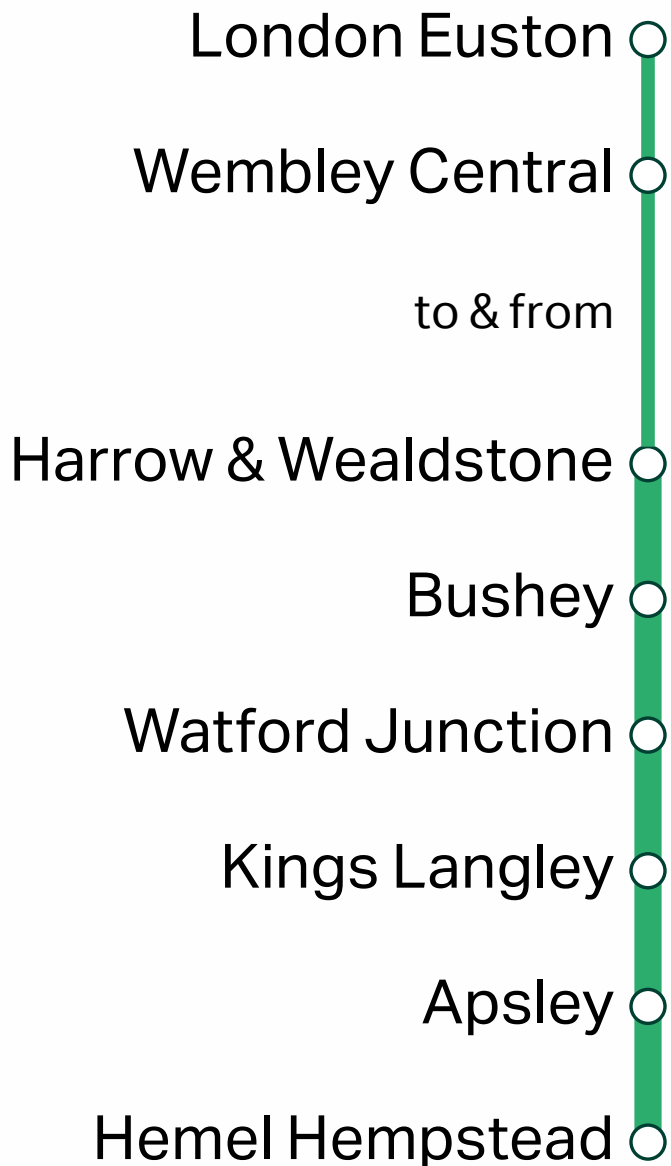 London Euston
Wembley Central
to & from
Harrow & Wealdstone
Bushey
Watford Junction
Kings Langley
Apsley
Hemel Hempstead